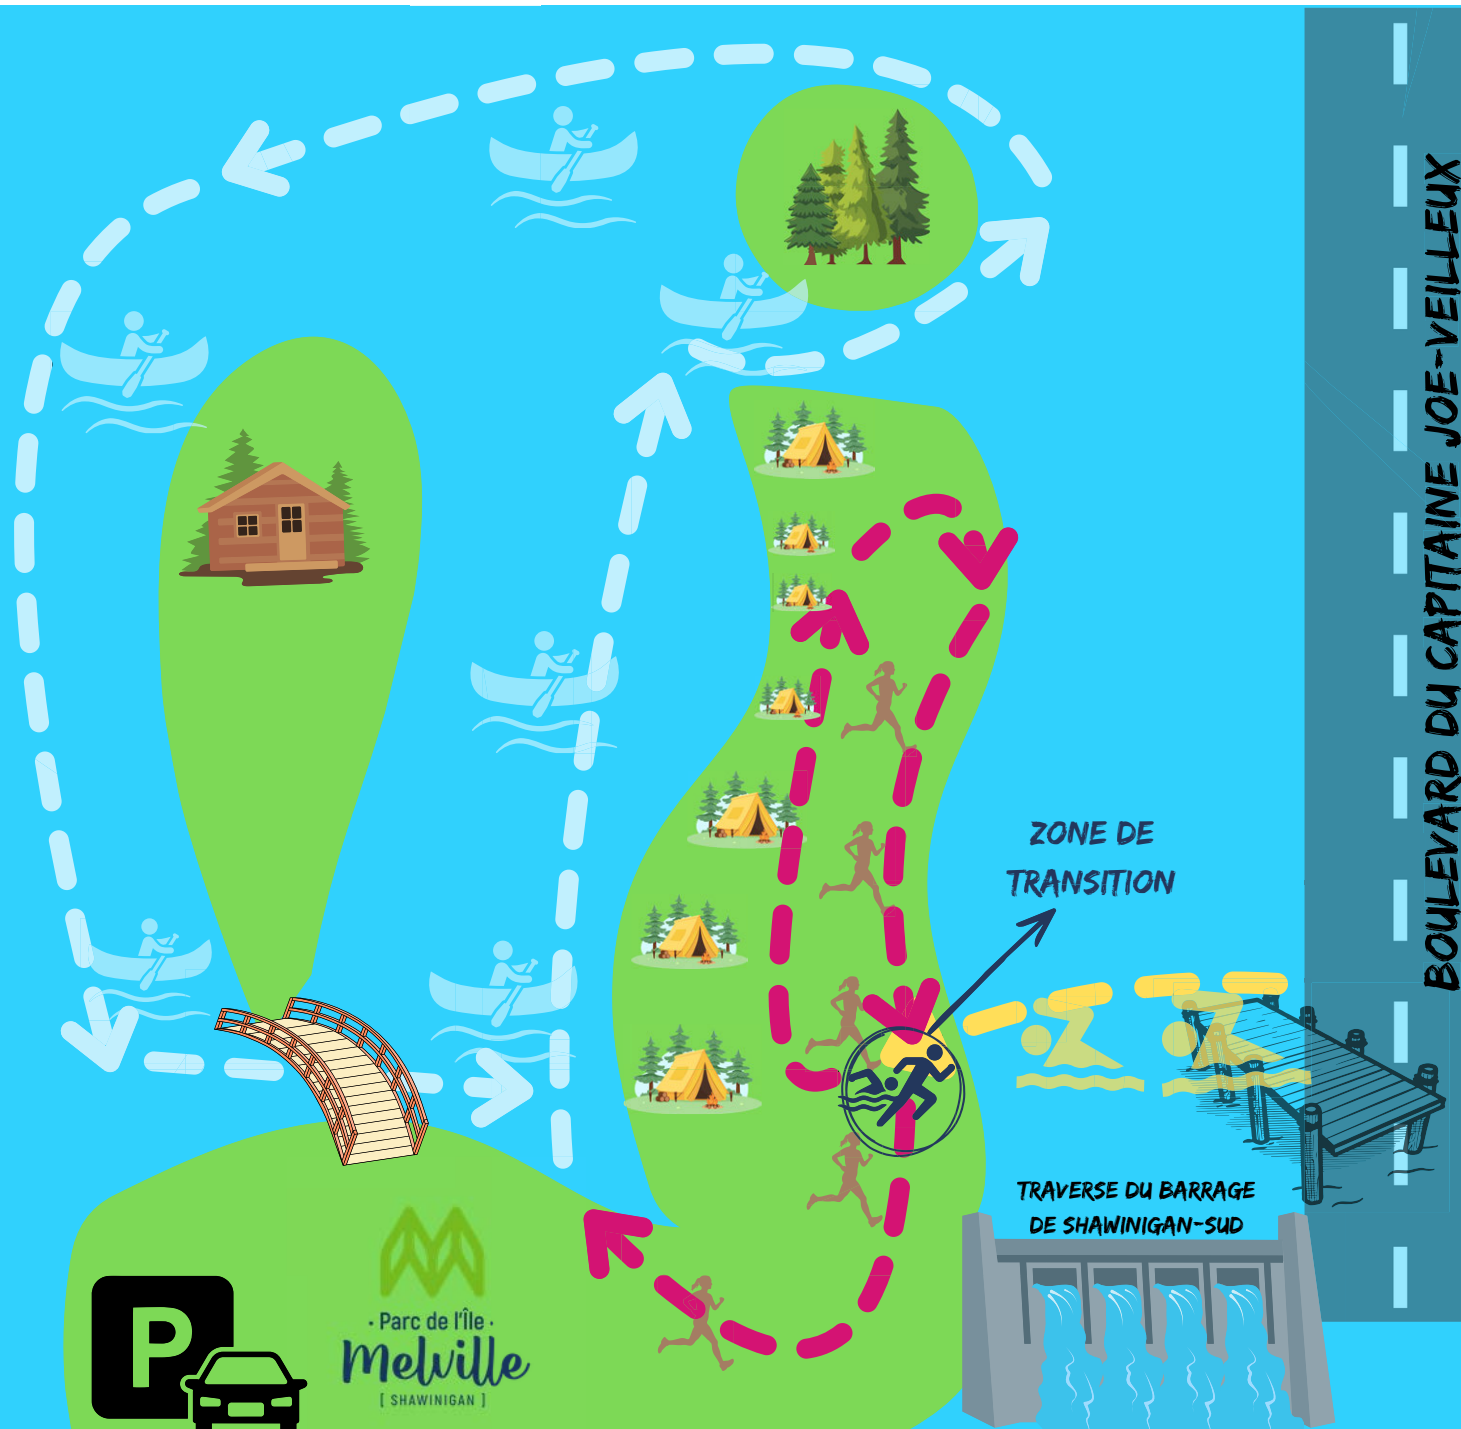 BOULEVARD DU CAPITAINE JOE-VEILLEUX
ZONE DE
TRANSITION
TRAVERSE DU BARRAGE
DE SHAWINIGAN-SUD
· Parc de l'Île ·
Melville
[ SHAWINIGAN ]
P